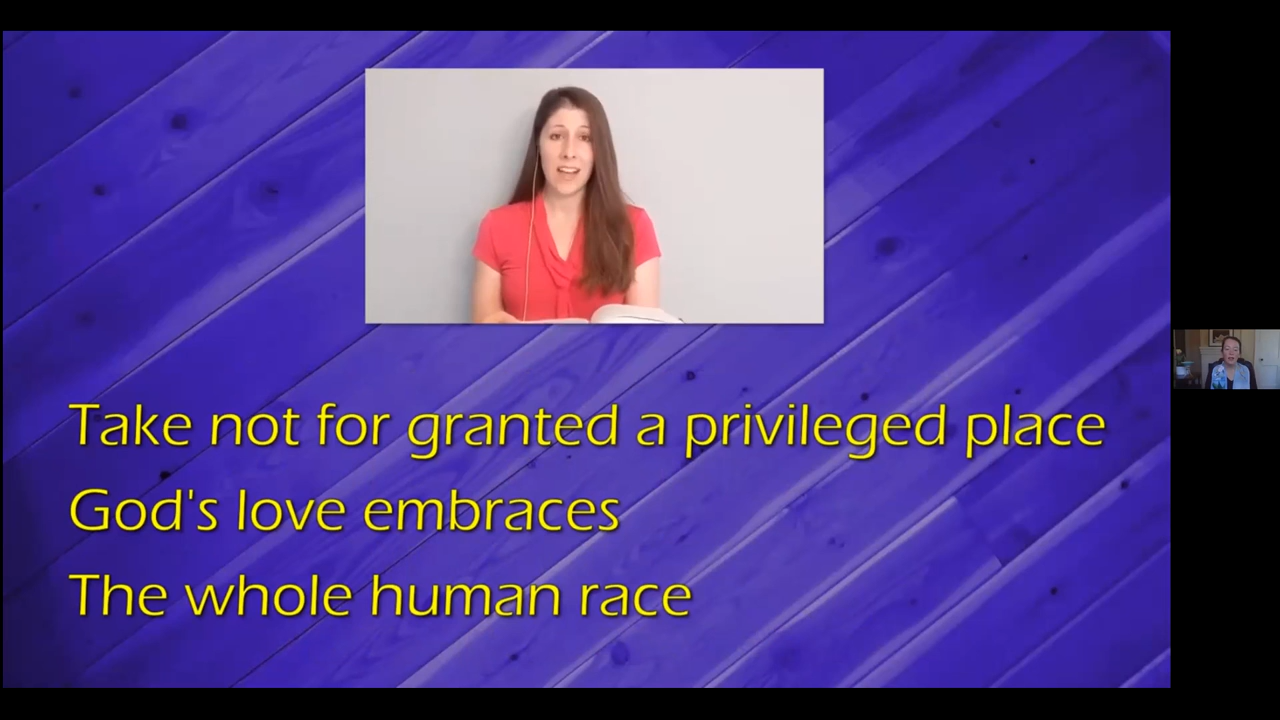 Take not for granted a privileged place
God's love embraces
The whole human race